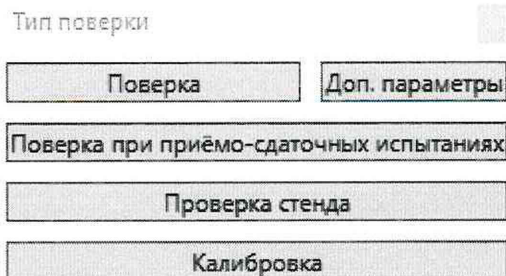 Тип поверки
Поверка Доп. параметры
Поверка при приёмо-сдаточных испытаниях
Проверка стенда
Калибровка